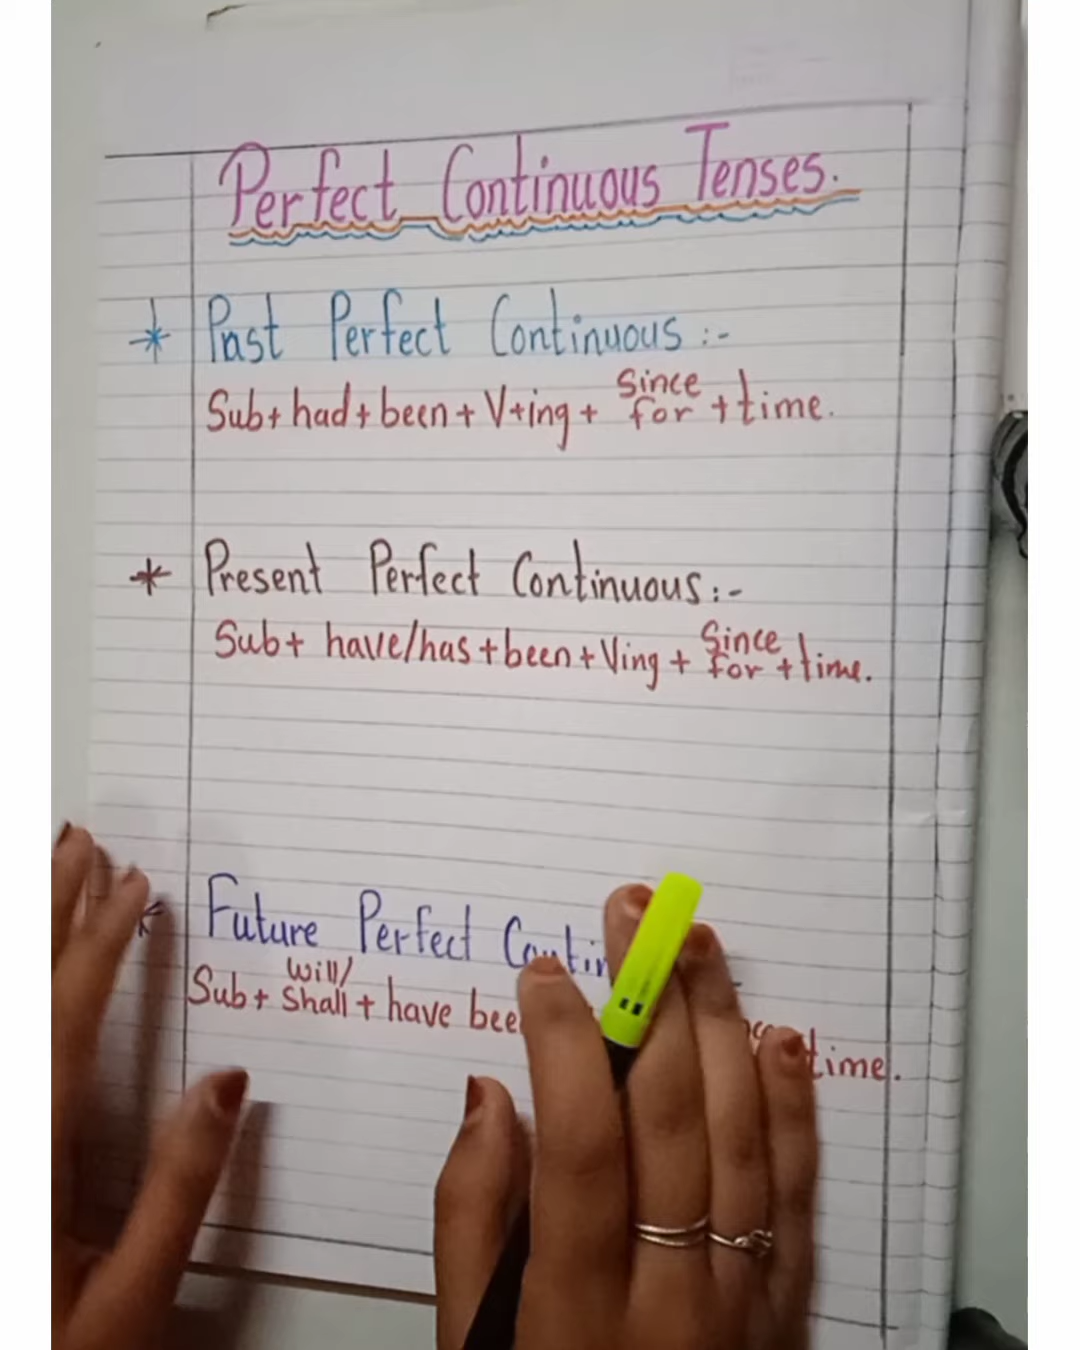 Perfect Continuous Tenses.
* Past Perfect Continuous :-
Sub+ had + been + V+ing + Since for + time.
* Present Perfect Continuous :-
Sub+ have/has + been + Ving + Since for + time.
Future Perfect
Sub+ will/ Shall + have time.